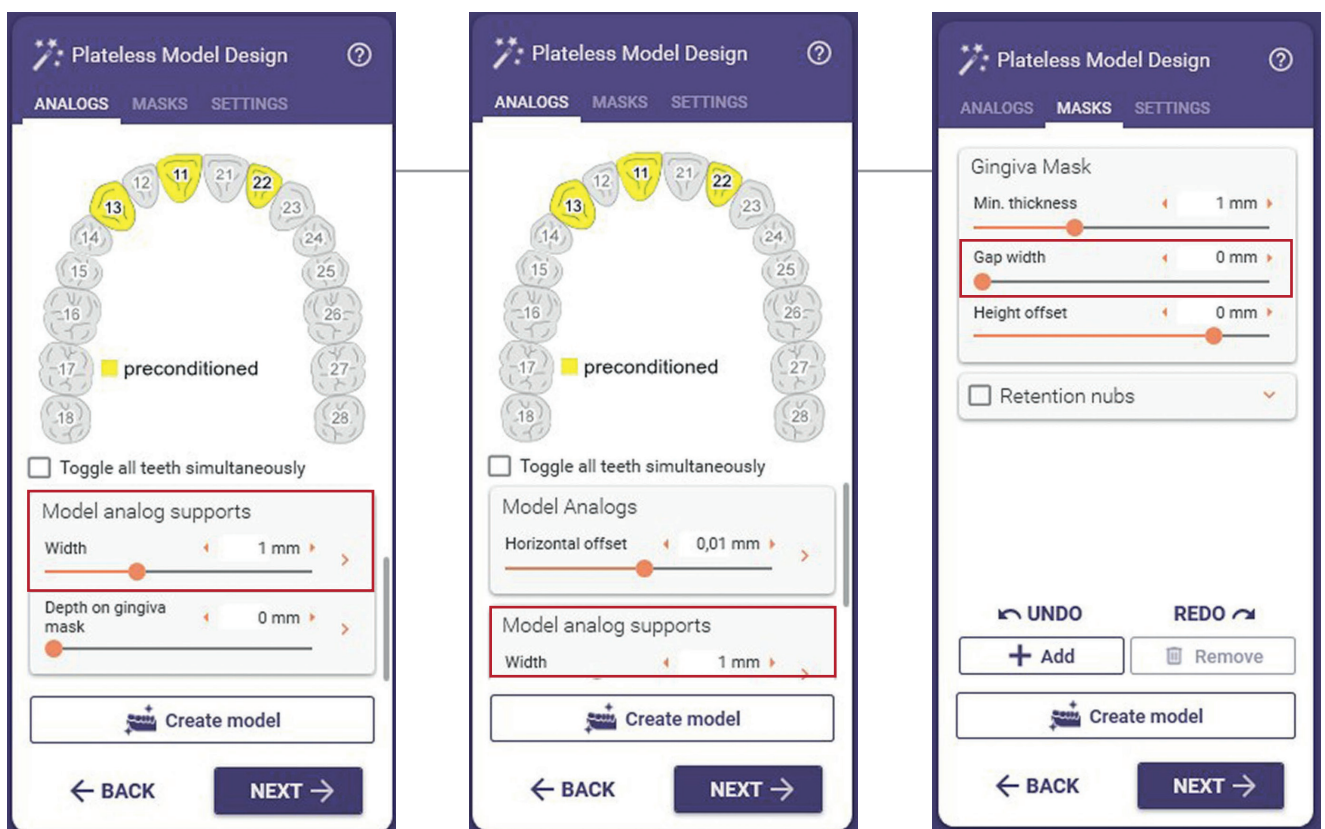 Plateless Model Design
ANALOGS MASKS SETTINGS
11 21
12 22
13 23
14 24
15 25
16 26
17 preconditioned 27
18 28
Toggle all teeth simultaneously
Model analog supports
Width 1 mm
Depth on gingiva
mask 0 mm
Create model
BACK NEXT
Plateless Model Design
ANALOGS MASKS SETTINGS
11 21
12 22
13 23
14 24
15 25
16 26
17 preconditioned 27
18 28
Toggle all teeth simultaneously
Model Analogs
Horizontal offset 0,01 mm
Model analog supports
Width 1 mm
Create model
BACK NEXT
Plateless Model Design
ANALOGS MASKS SETTINGS
Gingiva Mask
Min. thickness 1 mm
Gap width 0 mm
Height offset 0 mm
Retention nubs
UNDO REDO
Add Remove
Create model
BACK NEXT